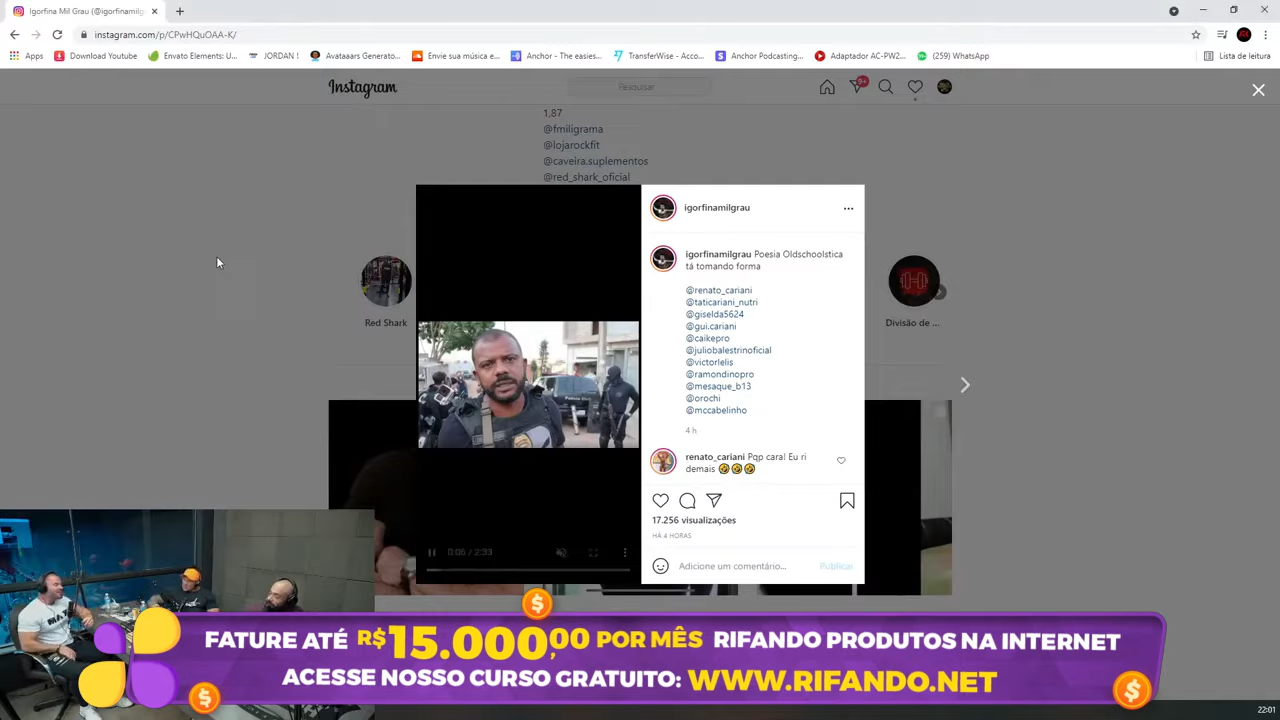 Igorfina Mil Grau (@igorfinamilg
instagram.com/p/CPwHQuOAA-K/
Apps
Download Youtube
Envato Elements: U...
JORDAN !
Avataaars Generato...
Envie sua música e...
Anchor - The easies...
TransferWise - Acco...
Anchor Podcasting...
Adaptador AC-PW2...
(259) WhatsApp
Lista de leitura
Instagram
Pesquisar
9+
1,87
@fmiligrama
@lojarockfit
@caveira.suplementos
@red_shark_oficial
igorfinamilgrau
igorfinamilgrau Poesia Oldschoolstica
tá tomando forma
@renato_cariani
@taticariani_nutri
@giselda5624
@gui.cariani
@caikepro
@juliobalestrinoficial
@victorlelis
@ramondinopro
@mesaque_b13
@orochi
@mccabelinho
4 h
renato_cariani Pqp cara! Eu ri
demais 🤣🤣🤣
17.256 visualizações
HÁ 4 HORAS
Adicione um comentário...
Publicar
Red Shark
Divisão de ...
0:06 / 2:33
FATURE ATÉ R$15.000,00 POR MÊS RIFANDO PRODUTOS NA INTERNET
ACESSE NOSSO CURSO GRATUITO: WWW.RIFANDO.NET
22:01